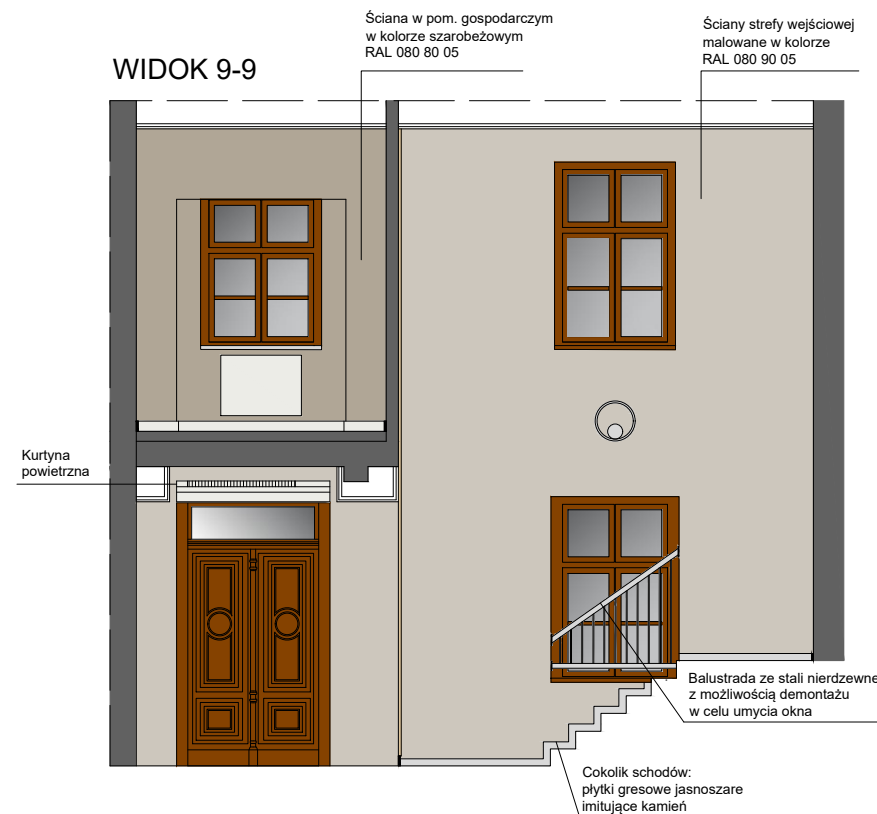 Ściana w pom. gospodarczym
w kolorze szarobeżowym
RAL 080 80 05
Ściany strefy wejściowej
malowane w kolorze
RAL 080 90 05
WIDOK 9-9
Kurtyna
powietrzna
Balustrada ze stali nierdzewne
z możliwością demontażu
w celu umycia okna
Cokolik schodów:
płytki gresowe jasnoszare
imitujące kamień